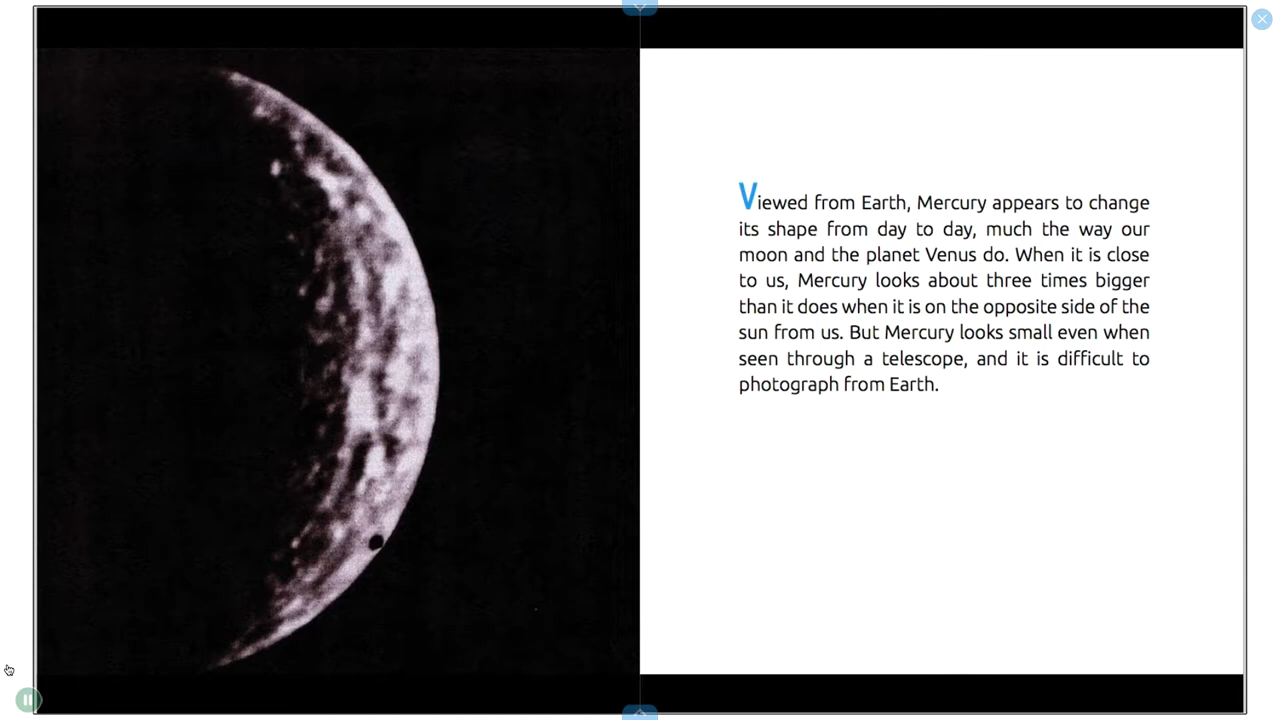 Viewed from Earth, Mercury appears to change
its shape from day to day, much the way our
moon and the planet Venus do. When it is close
to us, Mercury looks about three times bigger
than it does when it is on the opposite side of the
sun from us. But Mercury looks small even when
seen through a telescope, and it is difficult to
photograph from Earth.